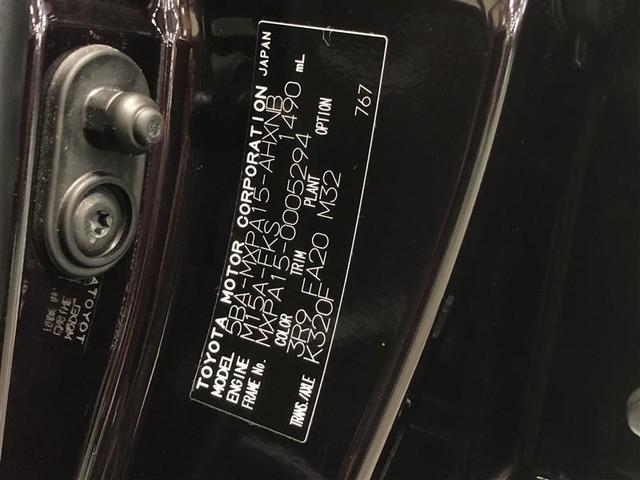 TOYOTA MOTOR CORPORATION JAPAN
MODEL 5BA-MXPA15-AHXNB
ENGINE M15A-FKS 1490 mL
FRAME No. MXPA15-0005294
COLOR TRIM PLANT OPTION
3R9 EA20 M32
TRANS./AXLE K320F 767